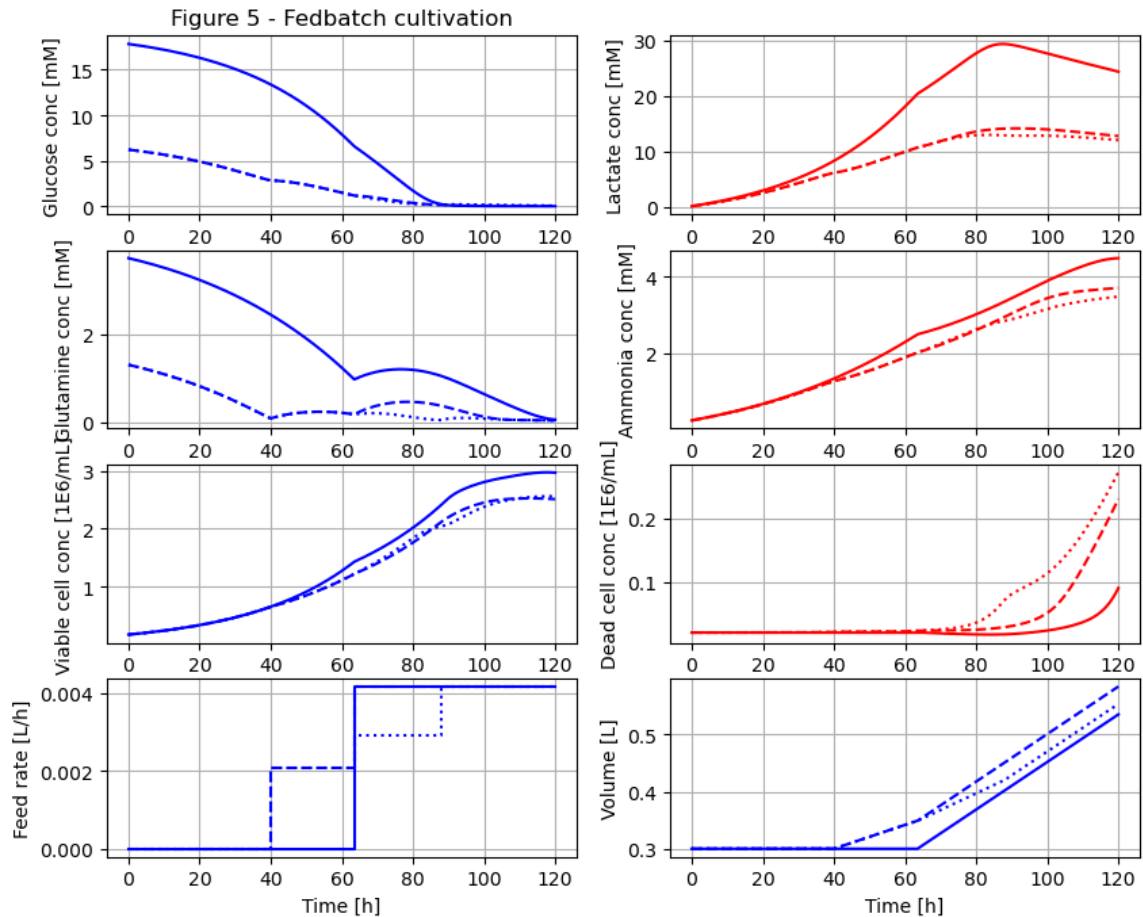 Figure 5 - Fedbatch cultivation
Glucose conc [mM]
15
10
5
0
0 20 40 60 80 100 120
Lactate conc [mM]
30
20
10
0
0 20 40 60 80 100 120
Glutamine conc [mM]
2
0
0 20 40 60 80 100 120
Ammonia conc [mM]
4
2
0 20 40 60 80 100 120
Viable cell conc [1E6/mL]
3
2
1
0 20 40 60 80 100 120
Dead cell conc [1E6/mL]
0.2
0.1
0 20 40 60 80 100 120
Feed rate [L/h]
0.004
0.002
0.000
0 20 40 60 80 100 120
Time [h]
Volume [L]
0.5
0.4
0.3
0 20 40 60 80 100 120
Time [h]